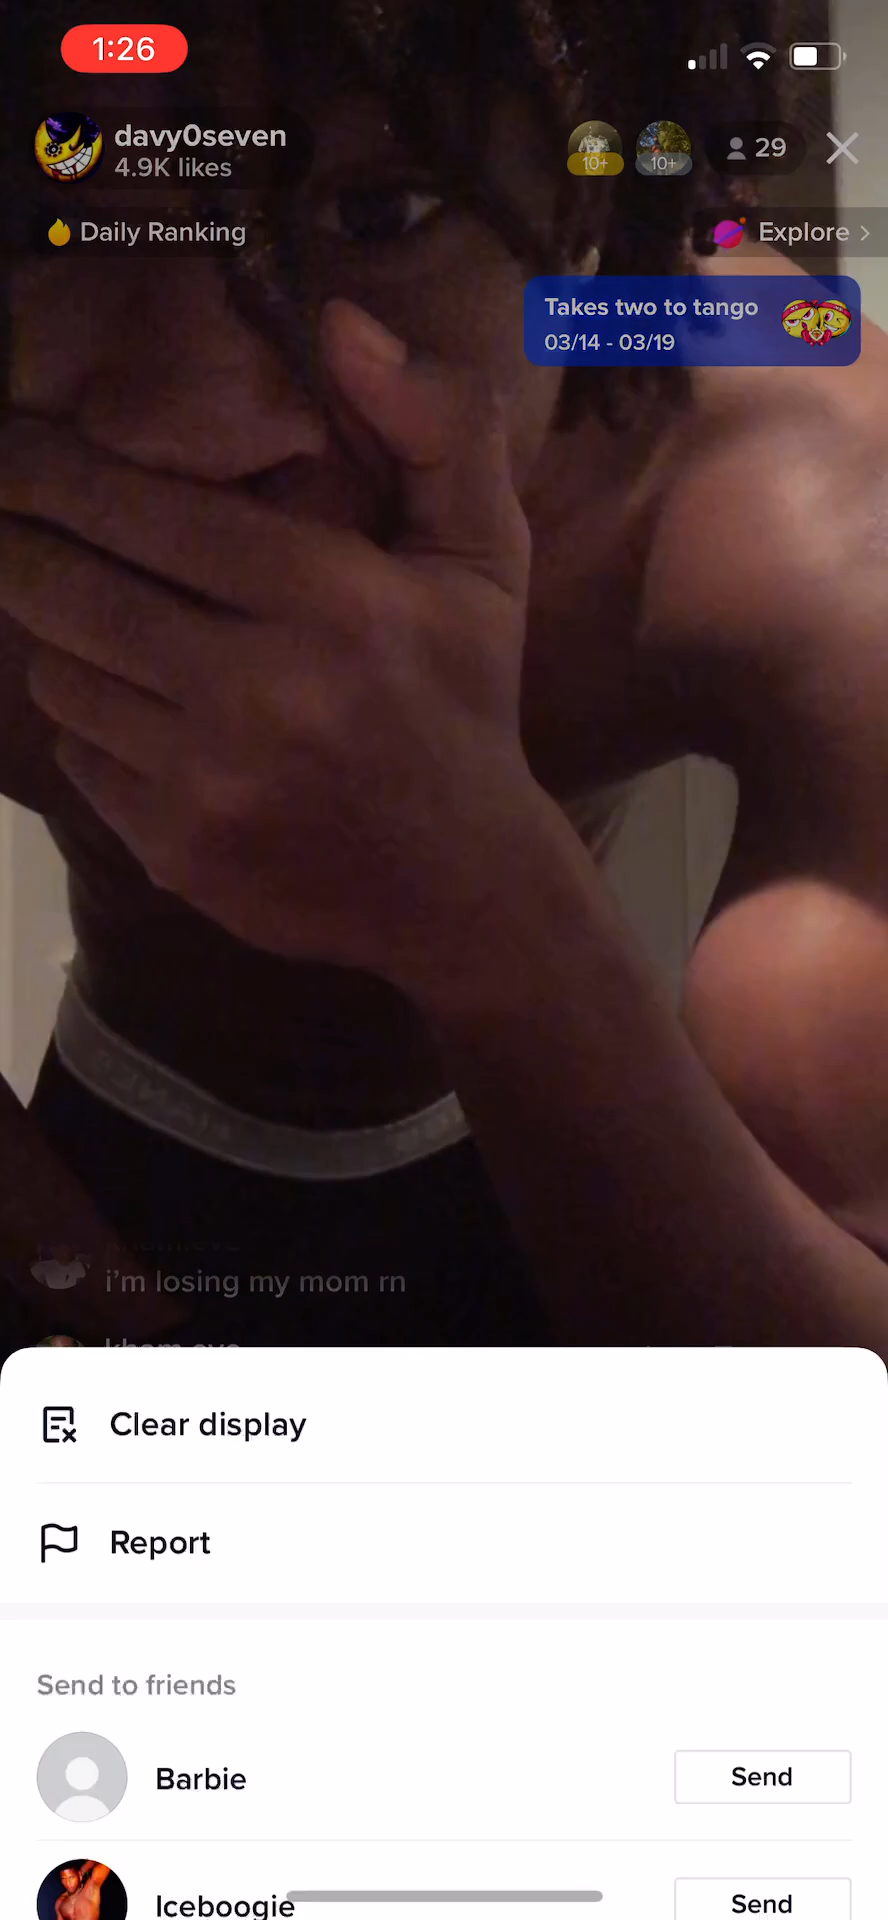 1:26
davy0seven
4.9K likes
10+
10+
29
Daily Ranking
Explore >
Takes two to tango
03/14 - 03/19
i'm losing my mom rn
Clear display
Report
Send to friends
Barbie
Send
Iceboogie
Send